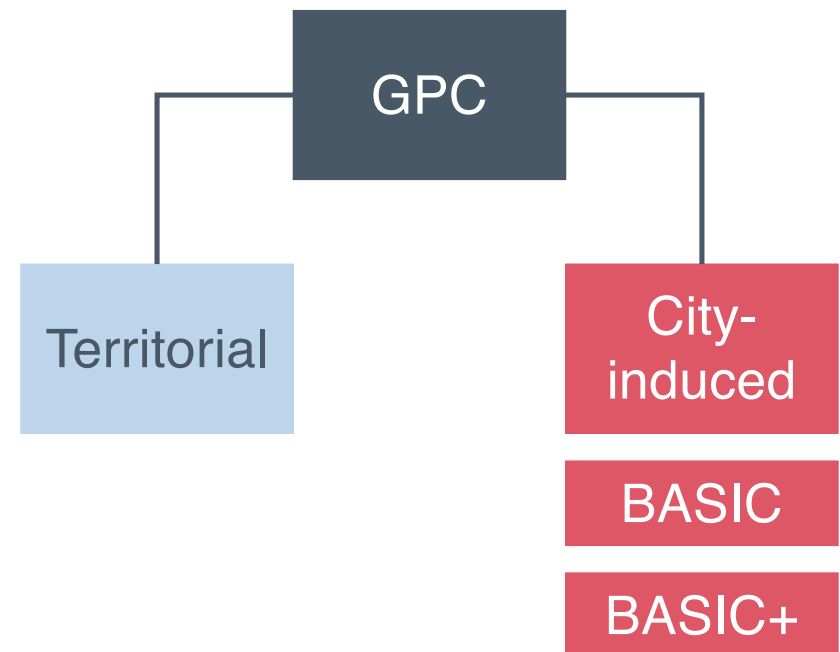 GPC
Territorial
City-
induced
BASIC
BASIC+